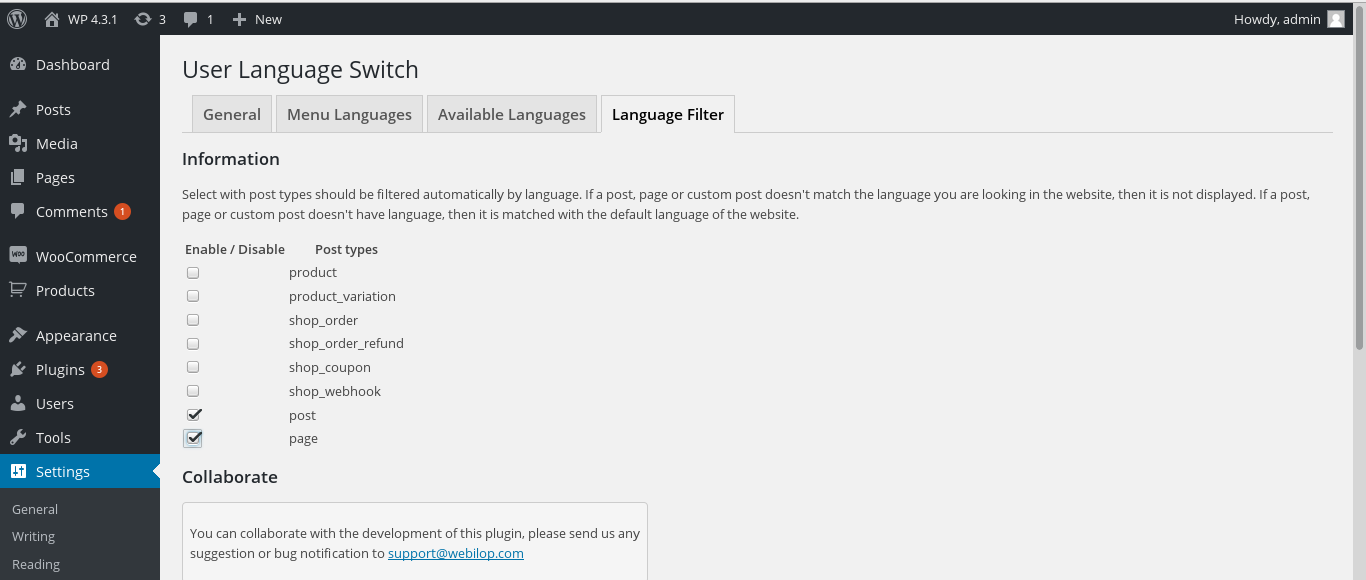 WP 4.3.1 3 1 New Howdy, admin
Dashboard
Posts
Media
Pages
Comments 1
WooCommerce
Products
Appearance
Plugins 3
Users
Tools
Settings
General
Writing
Reading
User Language Switch
General Menu Languages Available Languages Language Filter
Information
Select with post types should be filtered automatically by language. If a post, page or custom post doesn't match the language you are looking in the website, then it is not displayed. If a post,
page or custom post doesn't have language, then it is matched with the default language of the website.
Enable / Disable Post types
product
product_variation
shop_order
shop_order_refund
shop_coupon
shop_webhook
post
page
Collaborate
You can collaborate with the development of this plugin, please send us any
suggestion or bug notification to support@webilop.com